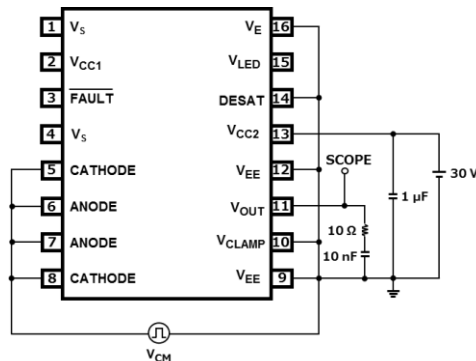 1 VS VE 16
2 VCC1 VLED 15
3 FAULT DESAT 14
4 VS VCC2 13
5 CATHODE VEE 12
6 ANODE VOUT 11
7 ANODE VCLAMP 10
8 CATHODE VEE 9
SCOPE
10 Ω
10 nF
1 µF
30 V
VCM